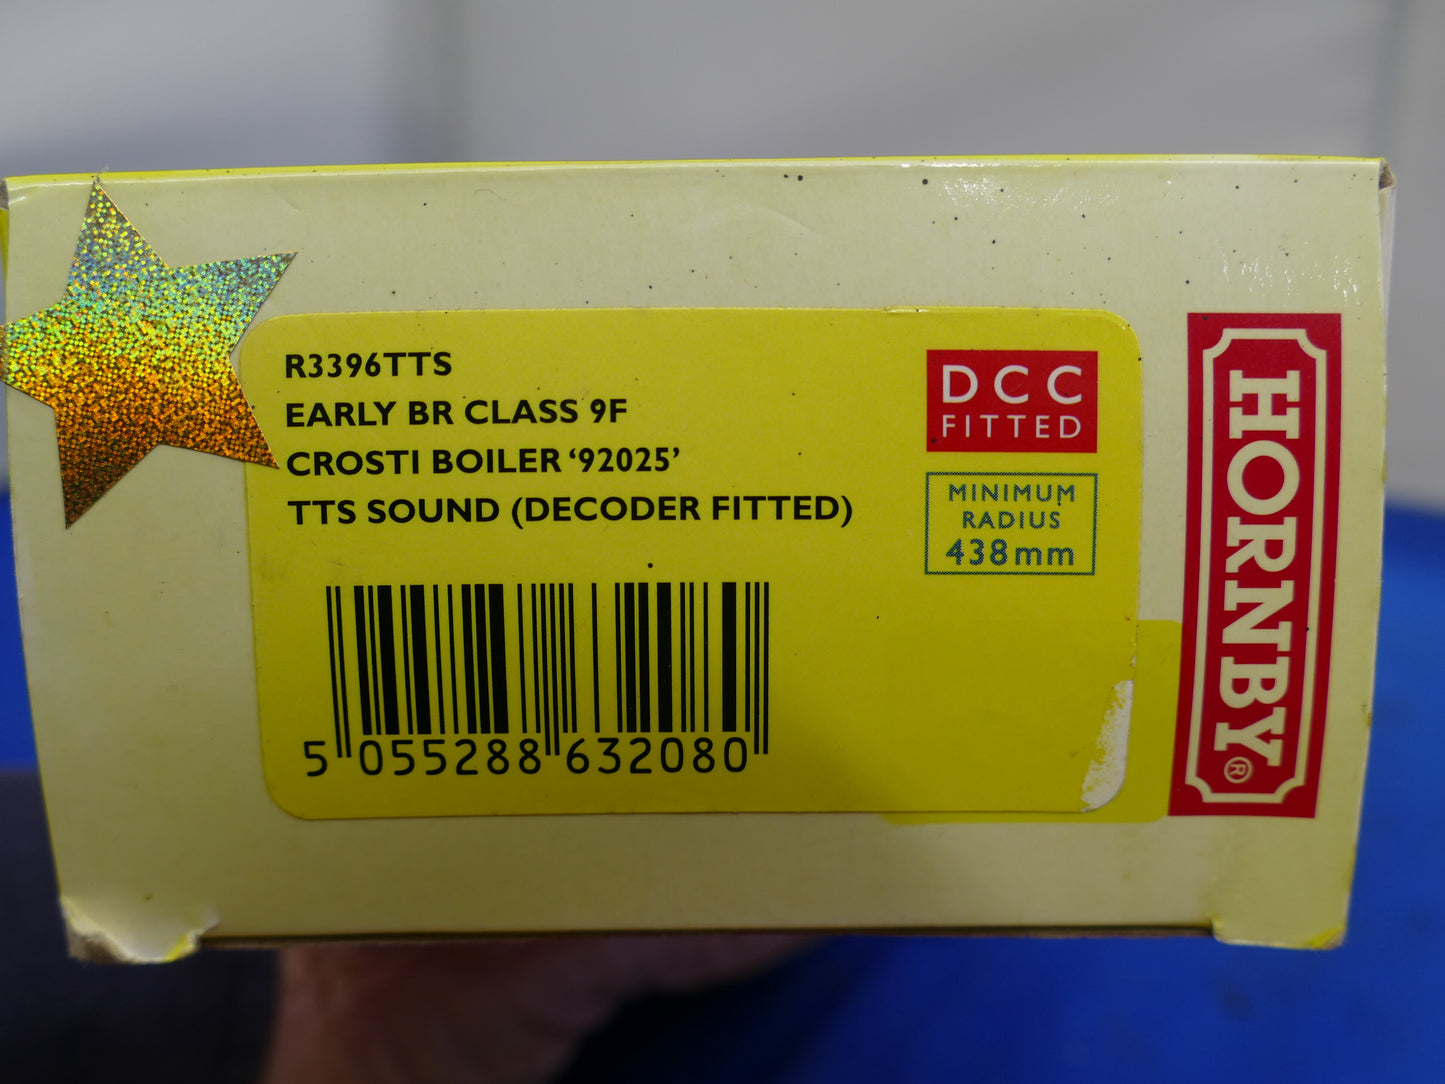 R3396TTS
EARLY BR CLASS 9F
CROSTI BOILER ‘92025’
TTS SOUND (DECODER FITTED)
5 055288 632080
DCC
FITTED
MINIMUM
RADIUS
438mm
HORNBY®